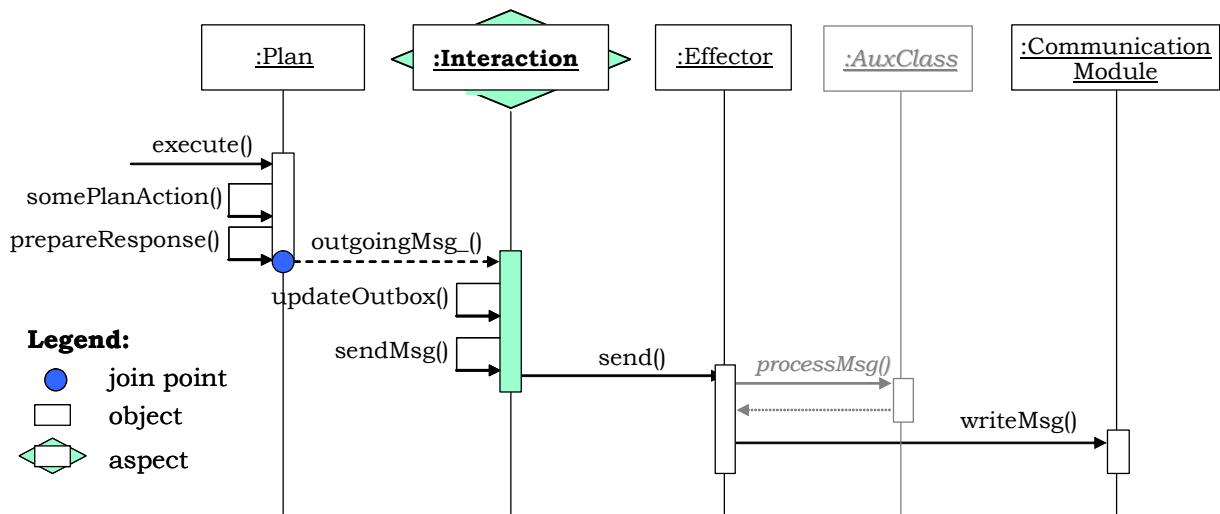 :Plan
:Interaction
:Effector
:AuxClass
:Communication
Module
execute()
somePlanAction()
prepareResponse()
outgoingMsg_()
updateOutbox()
sendMsg()
send()
processMsg()
writeMsg()
Legend:
join point
object
aspect